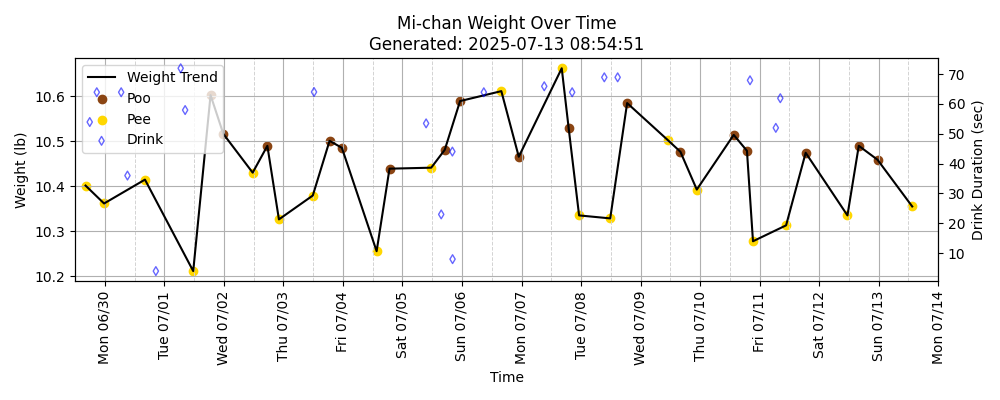 Mi-chan Weight Over Time
Generated: 2025-07-13 08:54:51
Weight (lb)
10.6
10.5
10.4
10.3
10.2
Weight Trend
Poo
Pee
Drink
70
60
50
40
30
20
10
Drink Duration (sec)
Mon 06/30
Tue 07/01
Wed 07/02
Thu 07/03
Fri 07/04
Sat 07/05
Sun 07/06
Mon 07/07
Tue 07/08
Wed 07/09
Thu 07/10
Fri 07/11
Sat 07/12
Sun 07/13
Mon 07/14
Time